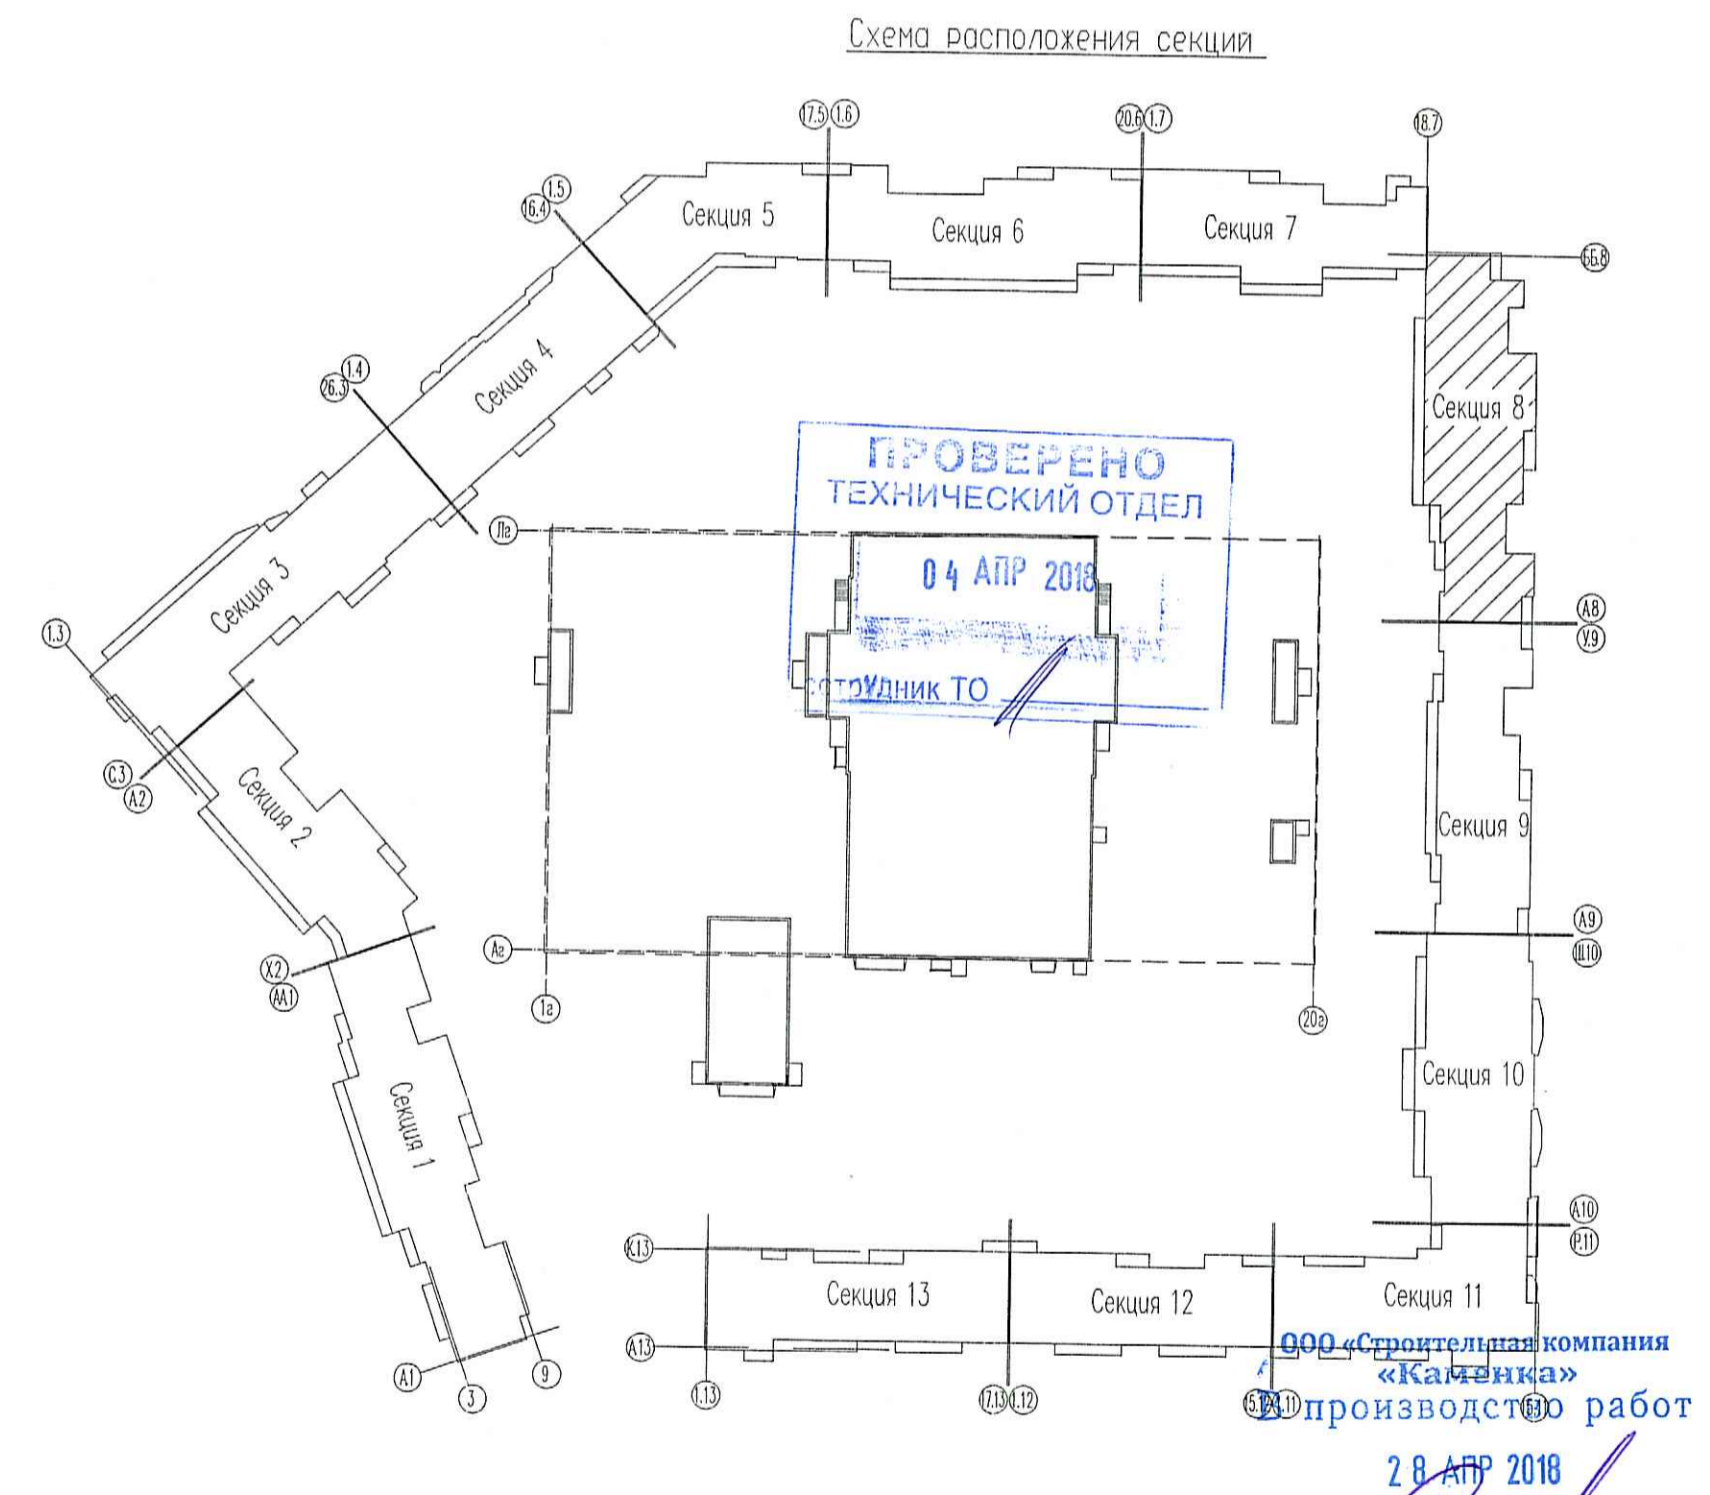 Схема расположения секций
17.5 1.6
20.6 1.7
18.7
1.5
16.4
Секция 5
Секция 6
Секция 7
ББ.8
1.4
26.3
Секция 4
Секция 8
ПРОВЕРЕНО
ТЕХНИЧЕСКИЙ ОТДЕЛ
Пг
04 АПР 2018
Секция 3
1.3
А8
У.9
сотрудник ТО
С.3
А2
Секция 2
Секция 9
Аг
А9
Ш10
Х2
АА1
1г
20г
Секция 10
Секция 1
А10
Р.11
К.13
Секция 13
Секция 12
Секция 11
А13
ООО «Строительная компания
«Каменка»
А1
3
9
1.13
17.13 1.12
В производство работ
28 АПР 2018